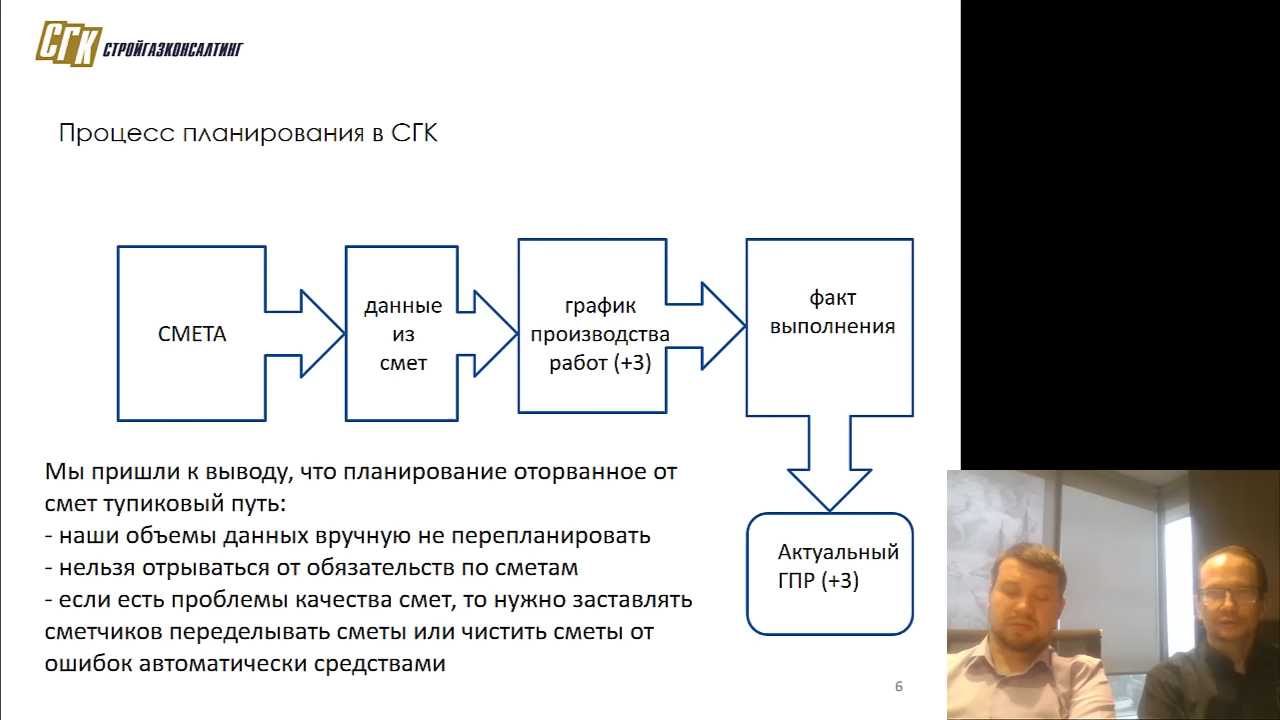 СГК СТРОЙГАЗКОНСАЛТИНГ
Процесс планирования в СГК
СМЕТА
данные
из
смет
график
производства
работ (+3)
факт
выполнения
Актуальный
ГПР (+3)
Мы пришли к выводу, что планирование оторванное от
смет тупиковый путь:
- наши объемы данных вручную не перепланировать
- нельзя отрываться от обязательств по сметам
- если есть проблемы качества смет, то нужно заставлять
сметчиков переделывать сметы или чистить сметы от
ошибок автоматически средствами
6